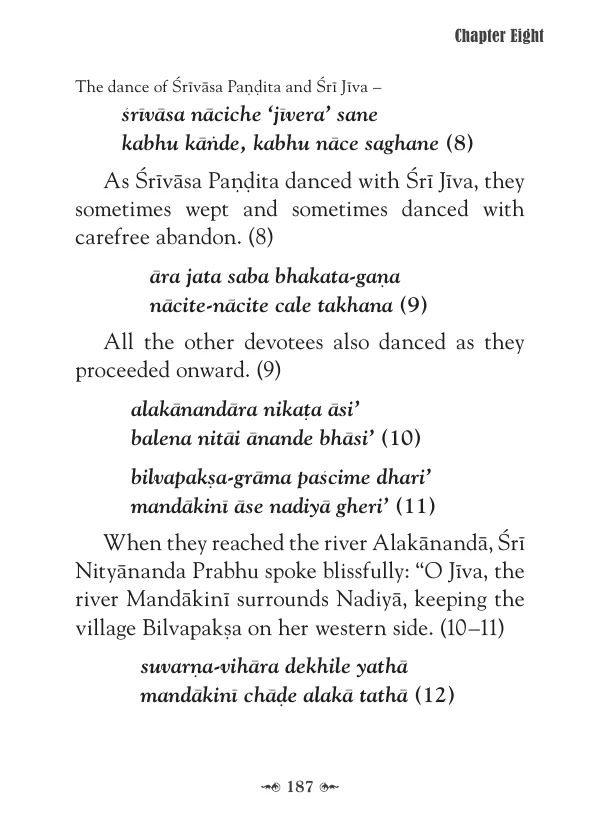 Chapter Eight
The dance of Śrīvāsa Paṇḍita and Śrī Jīva –
śrīvāsa nāciche ‘jīvera’ sane
kabhu kāṅde, kabhu nāce saghane (8)
As Śrīvāsa Paṇḍita danced with Śrī Jīva, they
sometimes wept and sometimes danced with
carefree abandon. (8)
āra jata saba bhakata-gaṇa
nācite-nācite cale takhana (9)
All the other devotees also danced as they
proceeded onward. (9)
alakānandāra nikaṭa āsi’
balena nitāi ānande bhāsi’ (10)
bilvapakṣa-grāma paścime dhari’
mandākinī āse nadiyā gheri’ (11)
When they reached the river Alakānandā, Śrī
Nityānanda Prabhu spoke blissfully: “O Jīva, the
river Mandākinī surrounds Nadiyā, keeping the
village Bilvapakṣa on her western side. (10–11)
suvarṇa-vihāra dekhile yathā
mandākinī chāḍe alakā tathā (12)
187